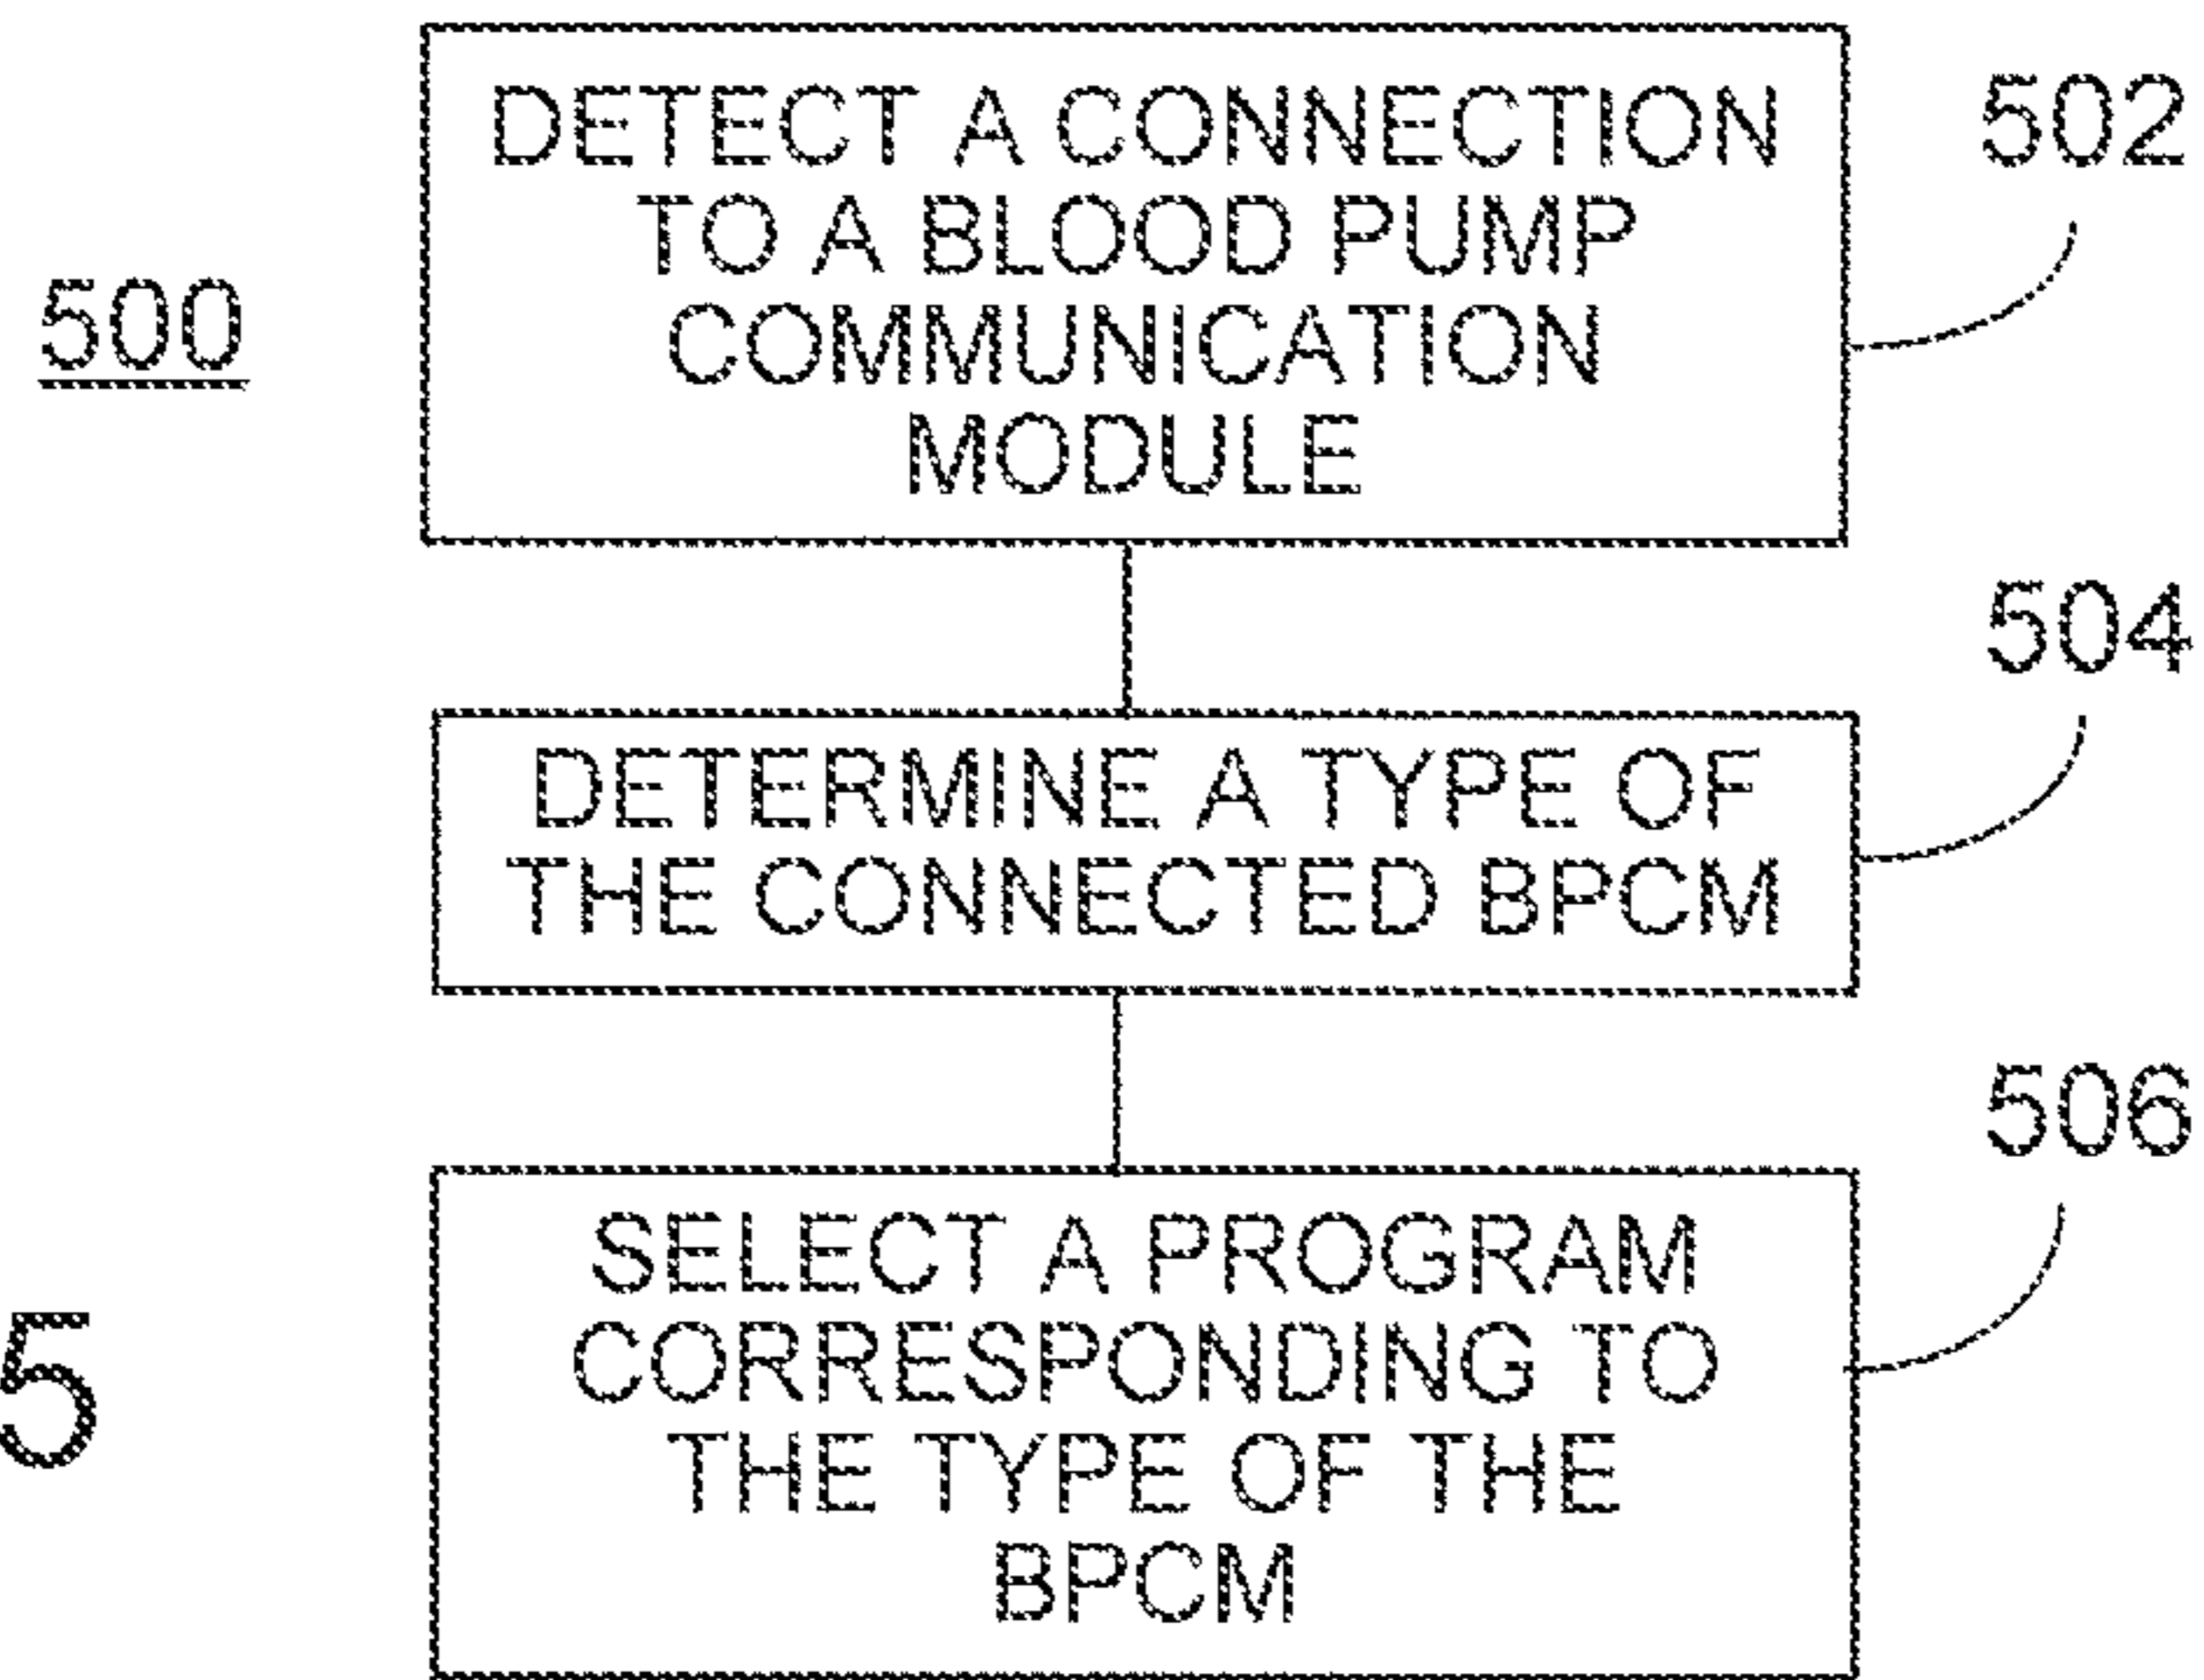 DETECT A CONNECTION
TO A BLOOD PUMP
COMMUNICATION
MODULE
502
500
504
DETERMINE A TYPE OF
THE CONNECTED BPCM
506
SELECT A PROGRAM
CORRESPONDING TO
THE TYPE OF THE
BPCM
5